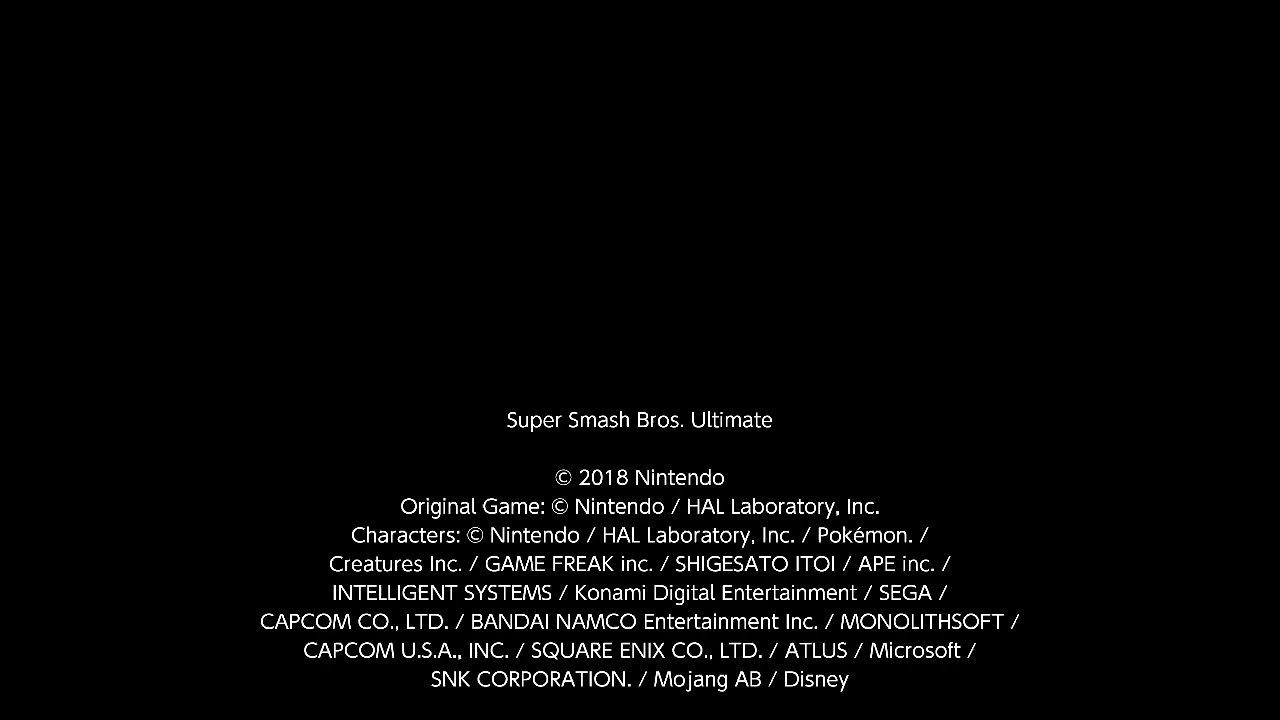 Super Smash Bros. Ultimate
© 2018 Nintendo
Original Game: © Nintendo / HAL Laboratory, Inc.
Characters: © Nintendo / HAL Laboratory, Inc. / Pokémon. /
Creatures Inc. / GAME FREAK inc. / SHIGESATO ITOI / APE inc. /
INTELLIGENT SYSTEMS / Konami Digital Entertainment / SEGA /
CAPCOM CO., LTD. / BANDAI NAMCO Entertainment Inc. / MONOLITHSOFT /
CAPCOM U.S.A., INC. / SQUARE ENIX CO., LTD. / ATLUS / Microsoft /
SNK CORPORATION. / Mojang AB / Disney